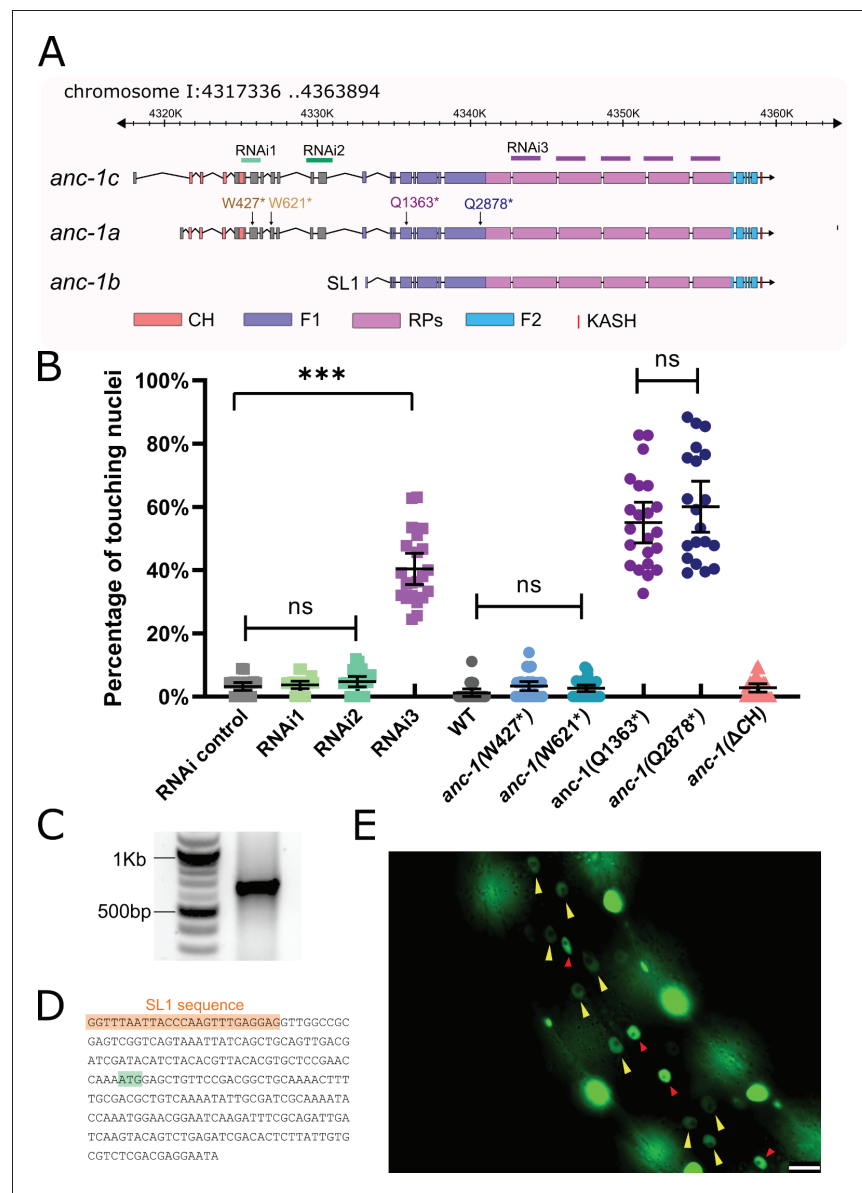 A
chromosome I:4317336 ..4363894
4320K 4330K 4340K 4350K 4360K
RNAi1 RNAi2 RNAi3
anc-1c
W427* W621* Q1363* Q2878*
anc-1a
anc-1b SL1
CH F1 RPs F2 KASH
B
Percentage of touching nuclei
100%
80%
60%
40%
20%
0%
*** ns ns ns
RNAi control RNAi1 RNAi2 RNAi3 WT anc-1(W427*) anc-1(W621*) anc-1(Q1363*) anc-1(Q2878*) anc-1(ΔCH)
C
1Kb
500bp
D
SL1 sequence
GGTTTAATTACCCAAGTTTGAGGAGGTTGGCCGC
GAGTCGGTCAGTAAATTATCAGCTGCAGTTGACG
ATCGATACATCTACACGTTACACGTGCTCCGAAC
CAAAATGGAGCTGTTCCGACGGCTGCAAAACTTT
TGCGACGCTGTCAAAATATTGCGATCGCAAAATA
CCAAATGGAACGGAATCAAGATTTCGCAGATTGA
TCAAGTACAGTCTGAGATCGACACTCTTATTGTG
CGTCTCGACGAGGAATA
E